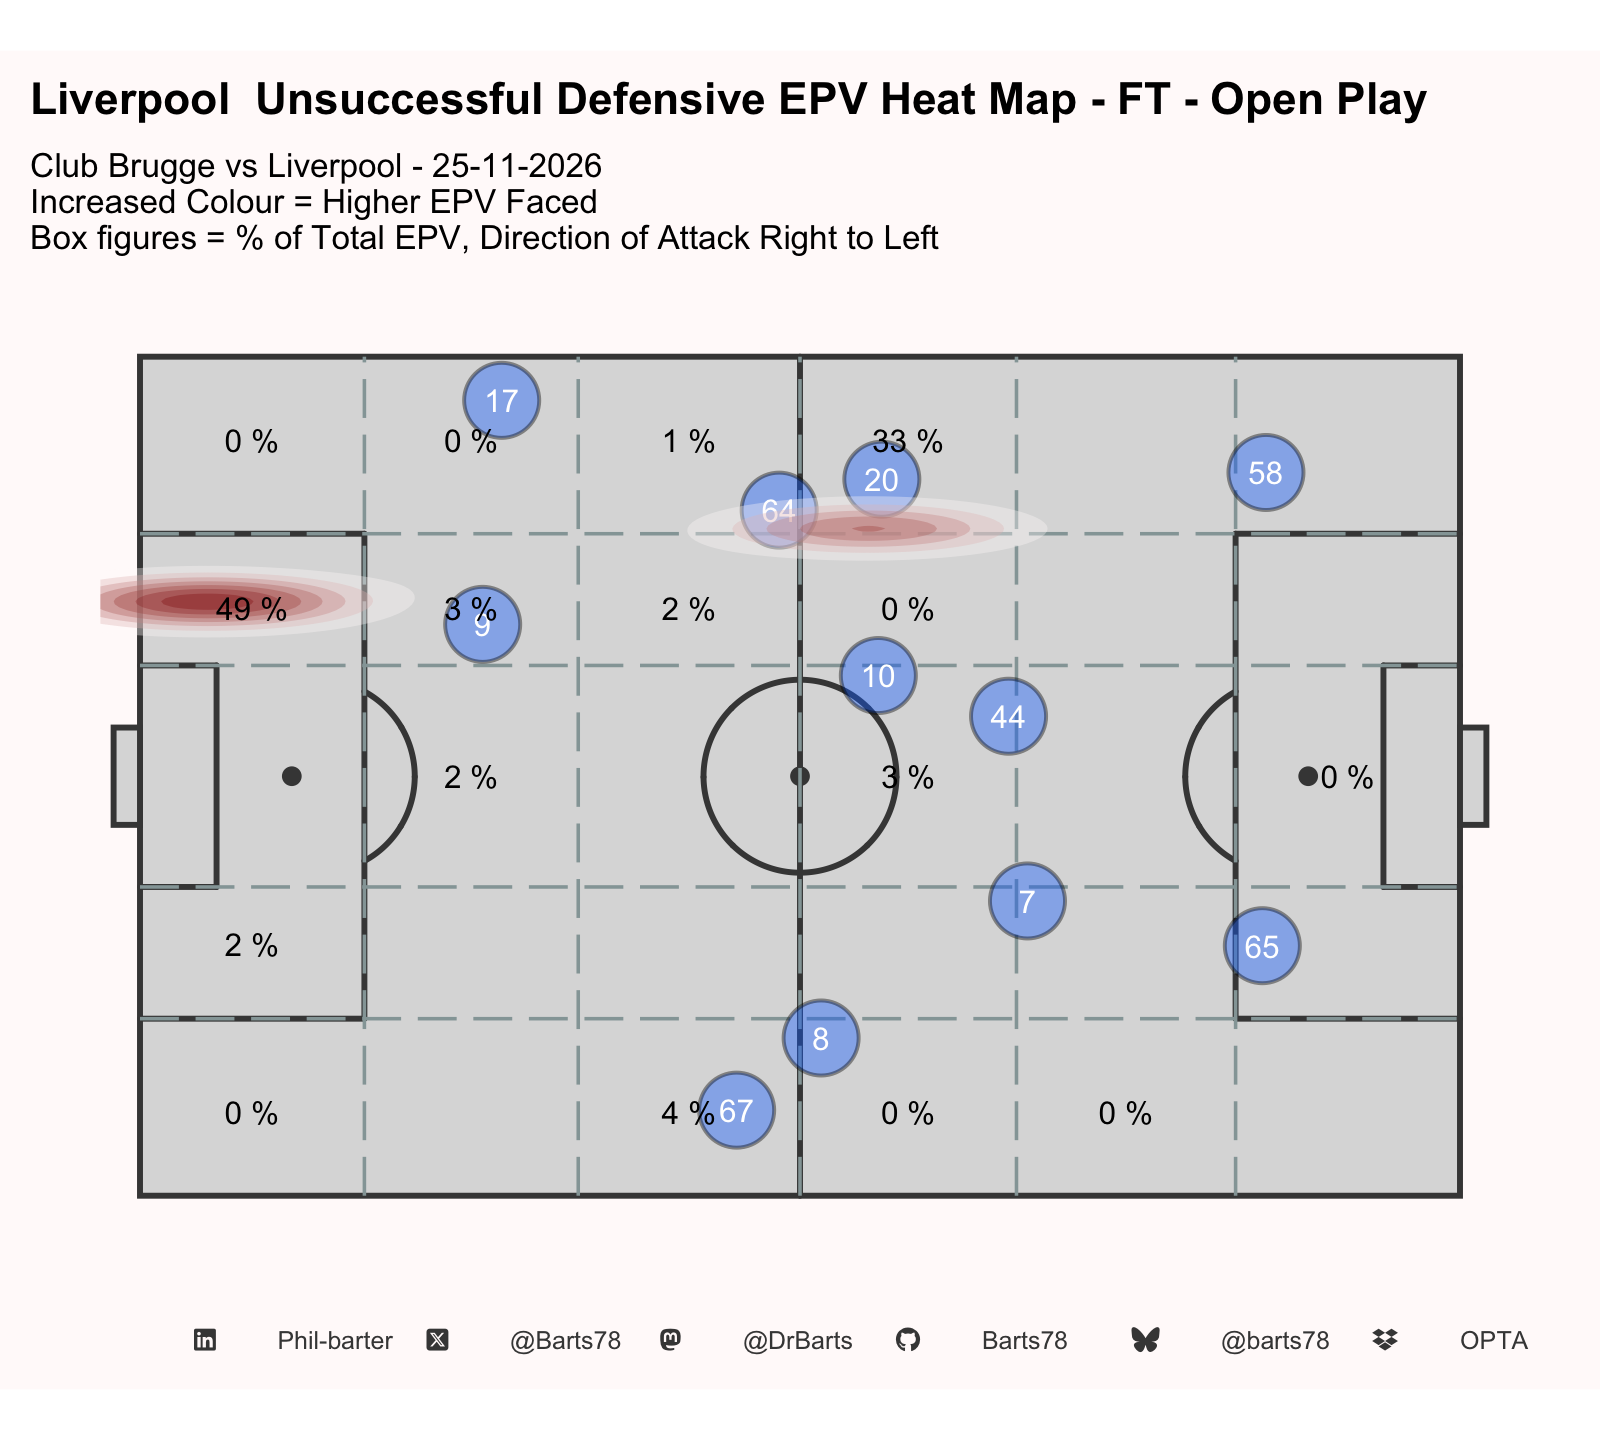 Liverpool  Unsuccessful Defensive EPV Heat Map - FT - Open Play
Club Brugge vs Liverpool - 25-11-2026
Increased Colour = Higher EPV Faced
Box figures = % of Total EPV, Direction of Attack Right to Left
17
0 % 0 % 1 % 33 %
20
58
64
49 % 3 % 2 % 0 %
9
10
44
2 % 3 % 0 %
7
2 %
65
8
0 % 4 % 67 0 % 0 %
Phil-barter @Barts78 @DrBarts Barts78 @barts78 OPTA